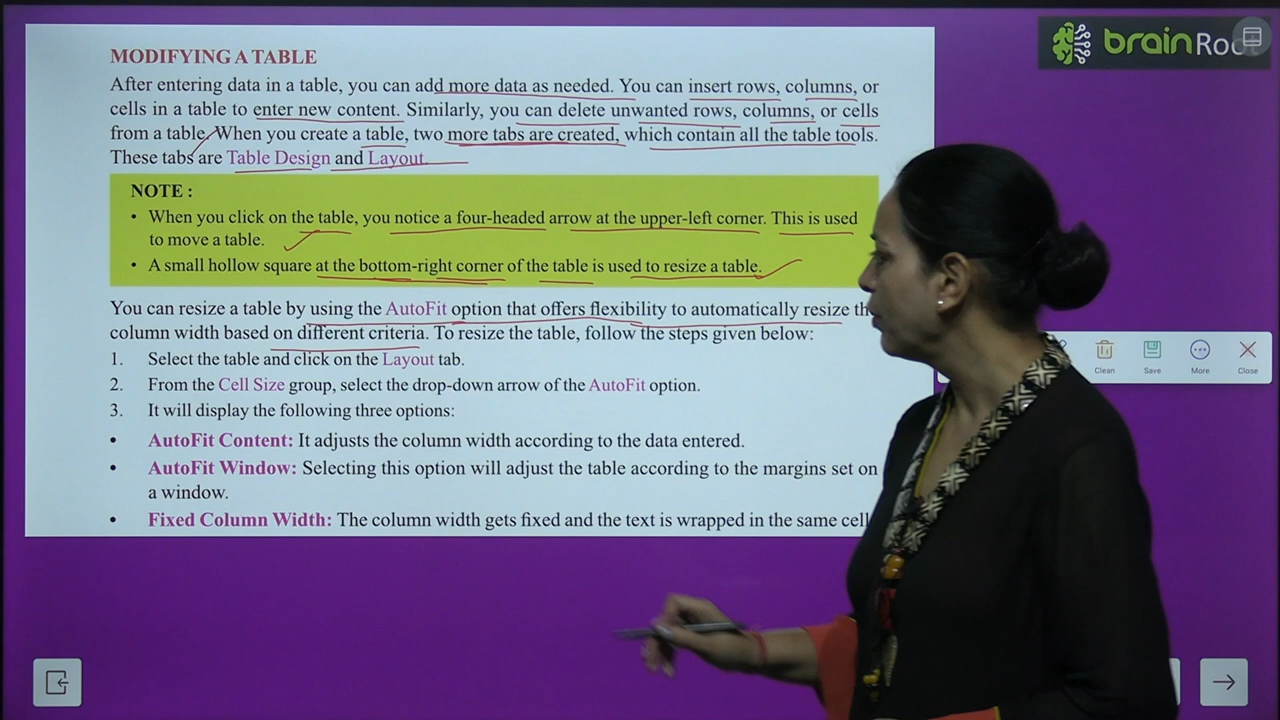 brainRoo
MODIFYING A TABLE
After entering data in a table, you can add more data as needed. You can insert rows, columns, or
cells in a table to enter new content. Similarly, you can delete unwanted rows, columns, or cells
from a table. When you create a table, two more tabs are created, which contain all the table tools.
These tabs are Table Design and Layout.
NOTE :
• When you click on the table, you notice a four-headed arrow at the upper-left corner. This is used
to move a table.
• A small hollow square at the bottom-right corner of the table is used to resize a table.
You can resize a table by using the AutoFit option that offers flexibility to automatically resize th
column width based on different criteria. To resize the table, follow the steps given below:
1. Select the table and click on the Layout tab.
2. From the Cell Size group, select the drop-down arrow of the AutoFit option.
3. It will display the following three options:
• AutoFit Content: It adjusts the column width according to the data entered.
• AutoFit Window: Selecting this option will adjust the table according to the margins set on
a window.
• Fixed Column Width: The column width gets fixed and the text is wrapped in the same cell
Clean Save More Close